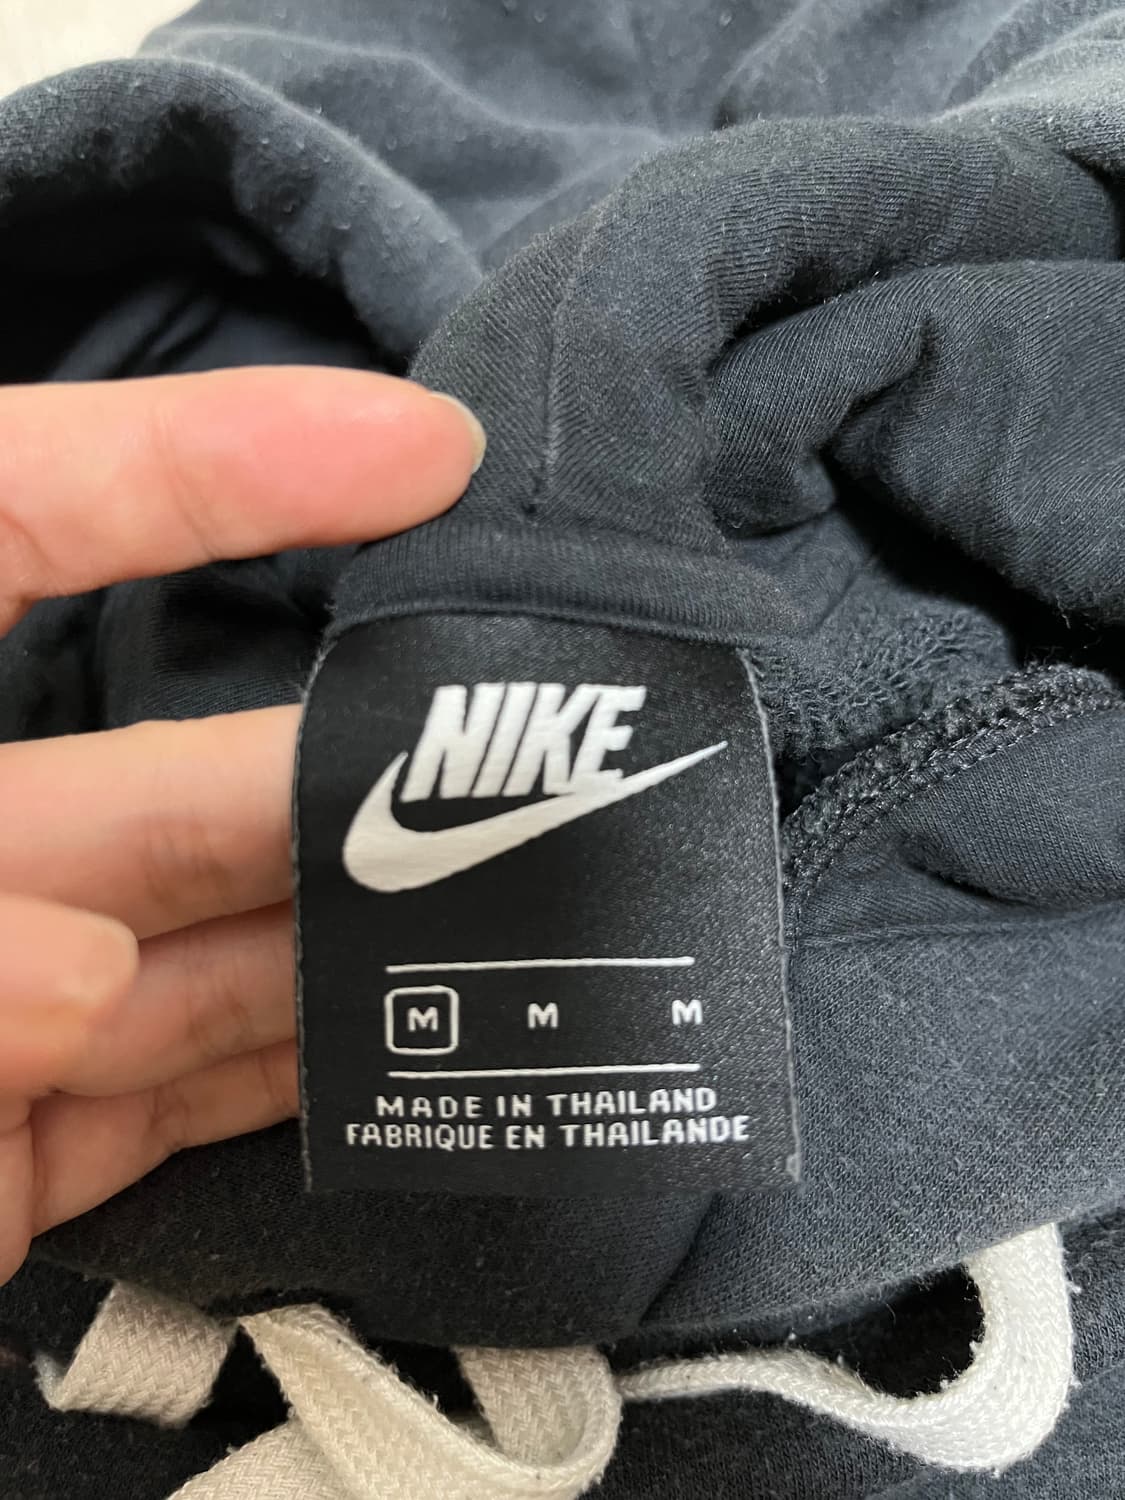 NIKE
M M M
MADE IN THAILAND
FABRIQUE EN THAILANDE